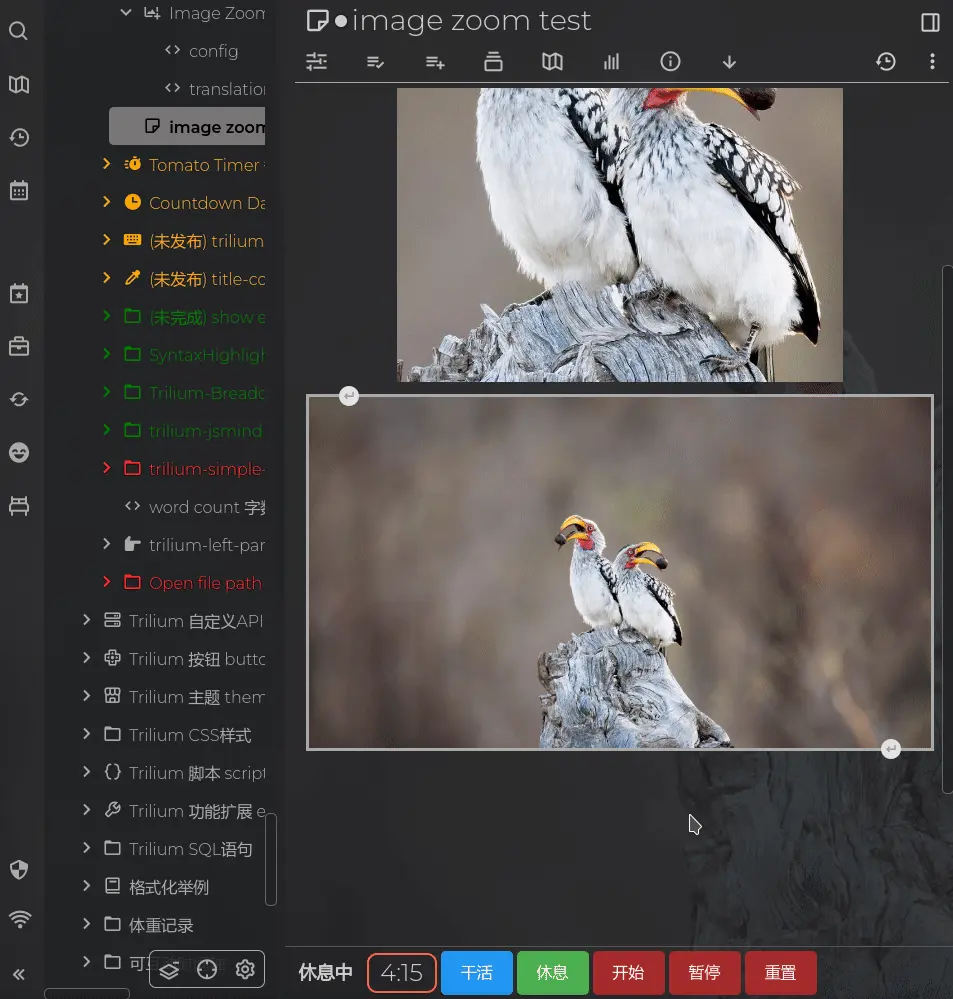 Image Zoom
config
translation
image zoom
Tomato Timer
Countdown Da
(未发布) trilium
(未发布) title-co
(未完成) show e
SyntaxHighligh
Trilium-Breadc
trilium-jsmind
trilium-simple-
word count 字数
trilium-left-par
Open file path
Trilium 自定义API
Trilium 按钮 butto
Trilium 主题 them
Trilium CSS样式
Trilium 脚本 script
Trilium 功能扩展 e
Trilium SQL语句
格式化举例
体重记录
image zoom test
休息中 4:15 干活 休息 开始 暂停 重置